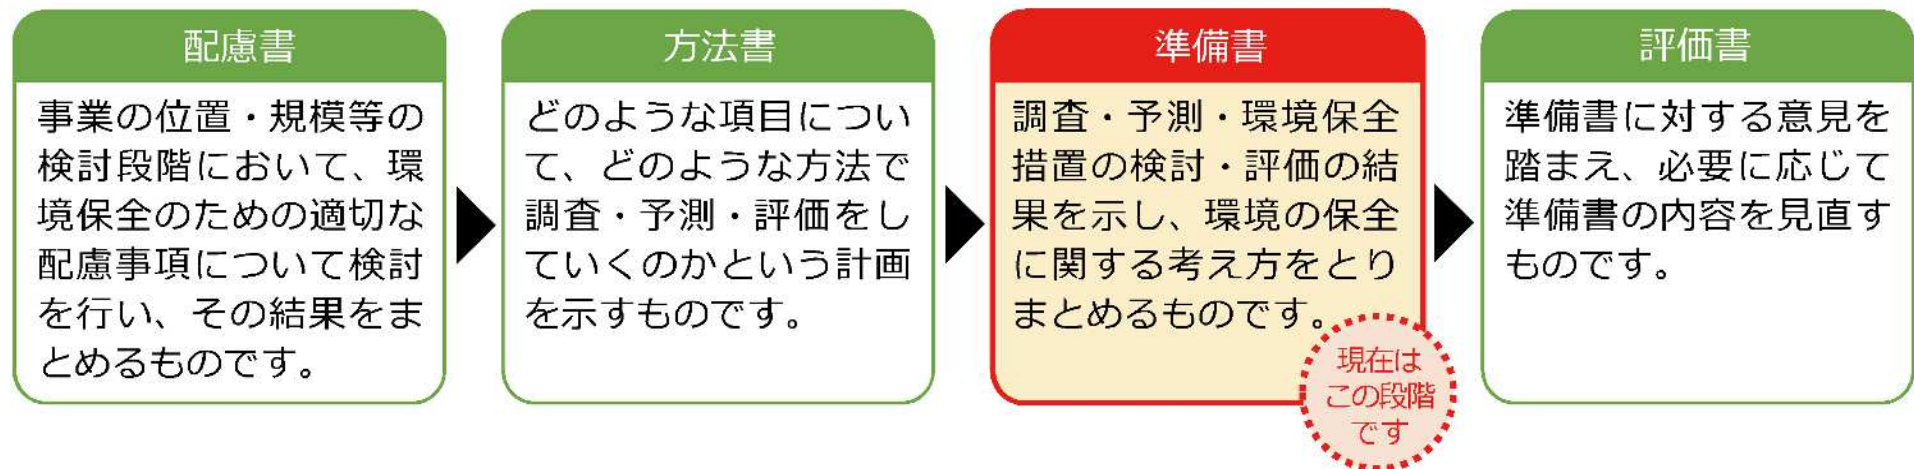 配慮書
事業の位置・規模等の
検討段階において、環
境保全のための適切な
配慮事項について検討
を行い、その結果をま
とめるものです。
方法書
どのような項目につい
て、どのような方法で
調査・予測・評価をし
ていくのかという計画
を示すものです。
準備書
調査・予測・環境保全
措置の検討・評価の結
果を示し、環境の保全
に関する考え方をとり
まとめるものです。
現在は
この段階
です
評価書
準備書に対する意見を
踏まえ、必要に応じて
準備書の内容を見直す
ものです。